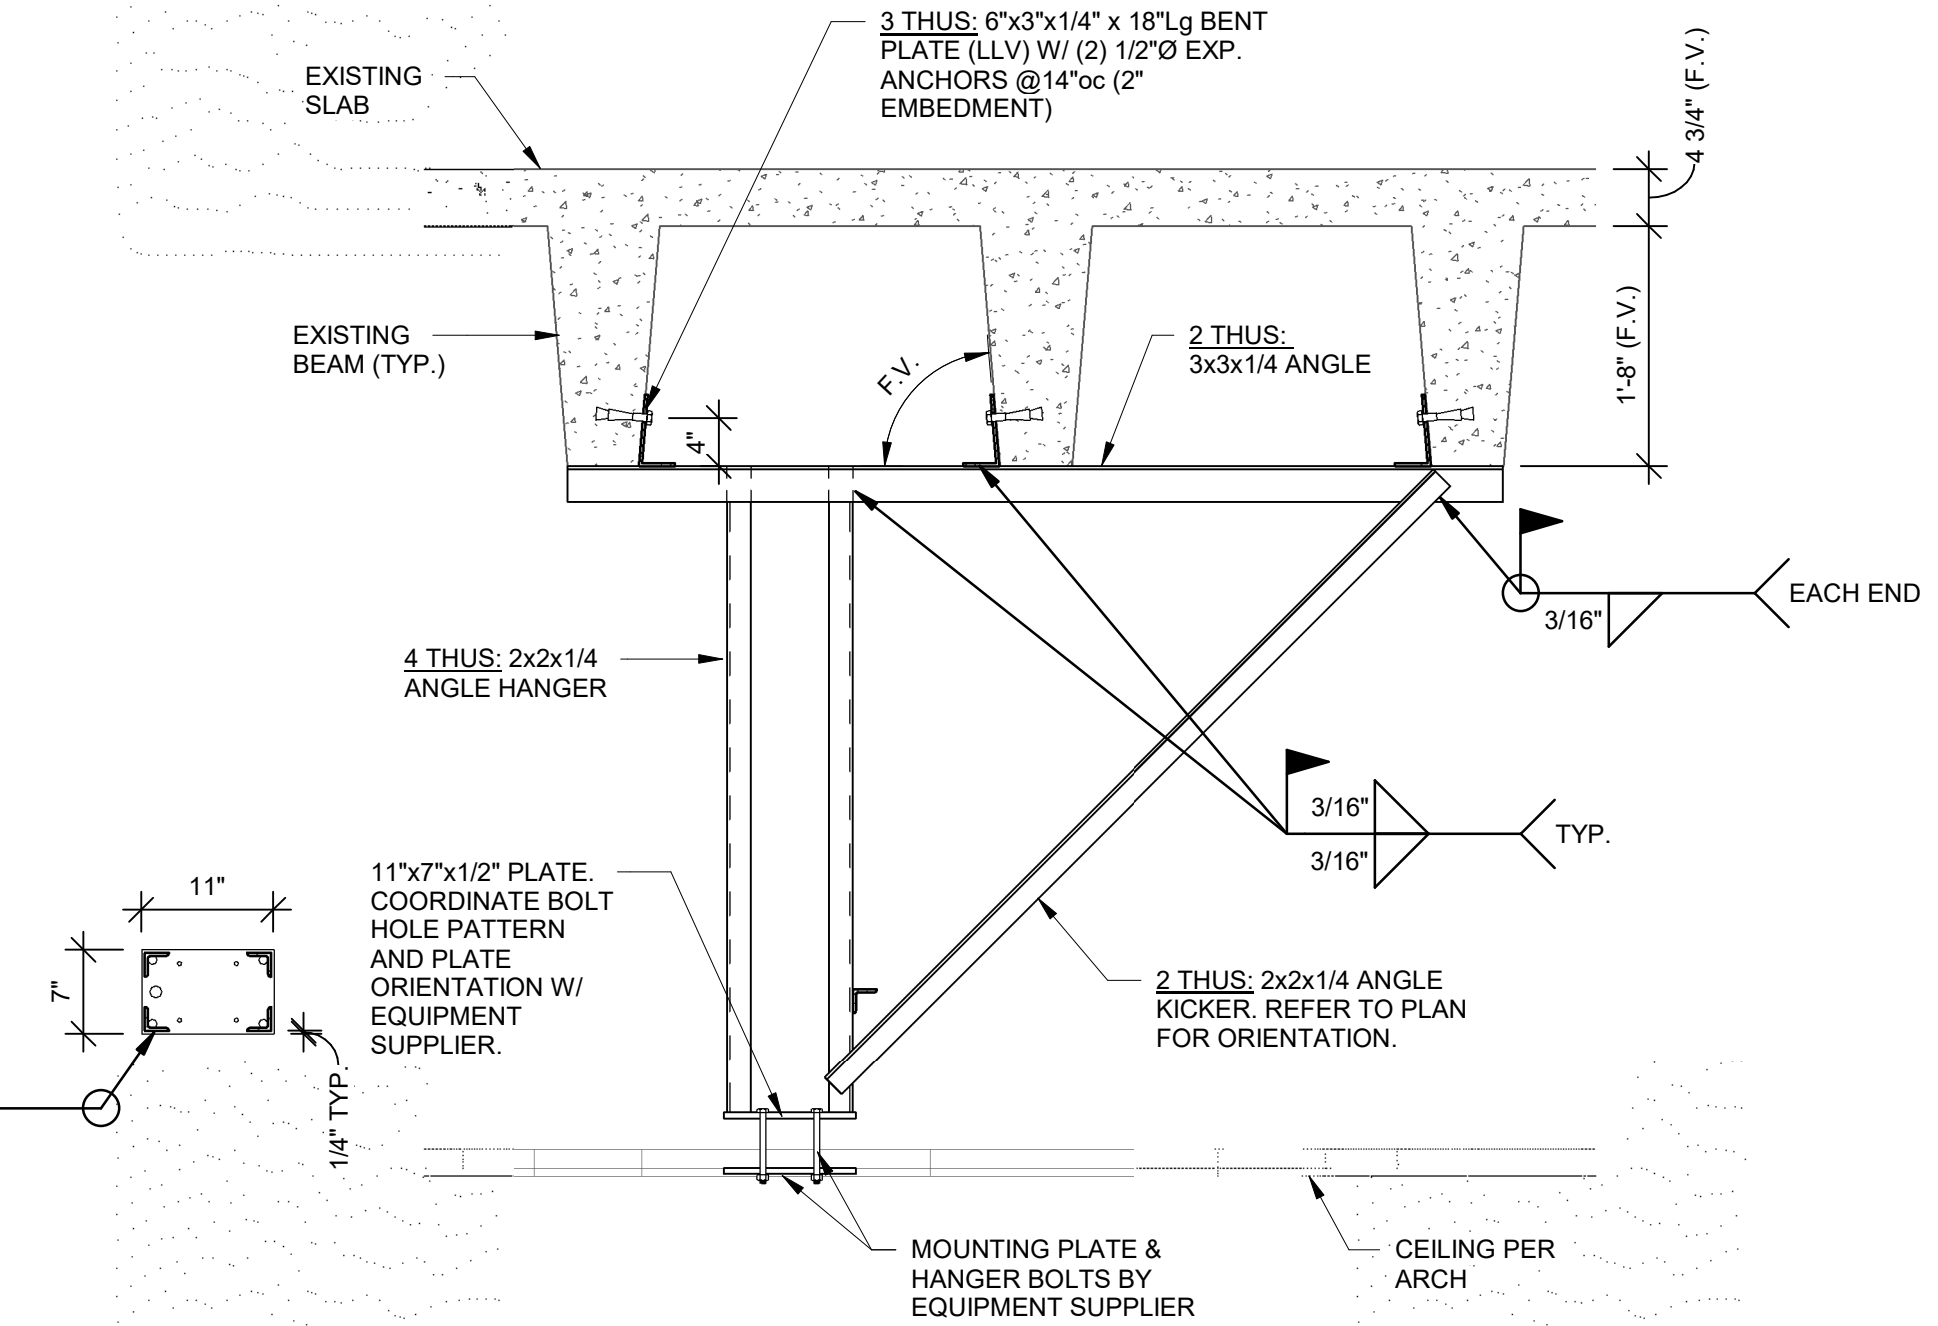 3 THUS: 6"x3"x1/4" x 18"Lg BENT
PLATE (LLV) W/ (2) 1/2"Ø EXP.
ANCHORS @14"oc (2"
EMBEDMENT)
EXISTING
SLAB
4 3/4" (F.V.)
EXISTING
BEAM (TYP.)
F.V.
2 THUS:
3x3x1/4 ANGLE
1'-8" (F.V.)
4"
EACH END
3/16"
4 THUS: 2x2x1/4
ANGLE HANGER
3/16"
3/16"
TYP.
11"
7"
1/4" TYP.
11"x7"x1/2" PLATE.
COORDINATE BOLT
HOLE PATTERN
AND PLATE
ORIENTATION W/
EQUIPMENT
SUPPLIER.
2 THUS: 2x2x1/4 ANGLE
KICKER. REFER TO PLAN
FOR ORIENTATION.
MOUNTING PLATE &
HANGER BOLTS BY
EQUIPMENT SUPPLIER
CEILING PER
ARCH